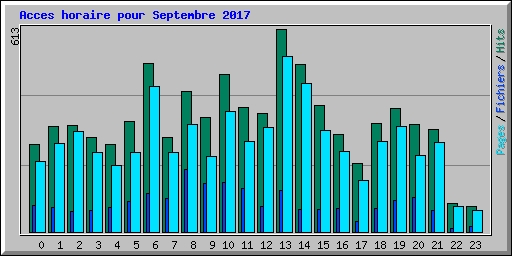 Acces horaire pour Septembre 2017
613
Pages / Fichiers / Hits
0 1 2 3 4 5 6 7 8 9 10 11 12 13 14 15 16 17 18 19 20 21 22 23